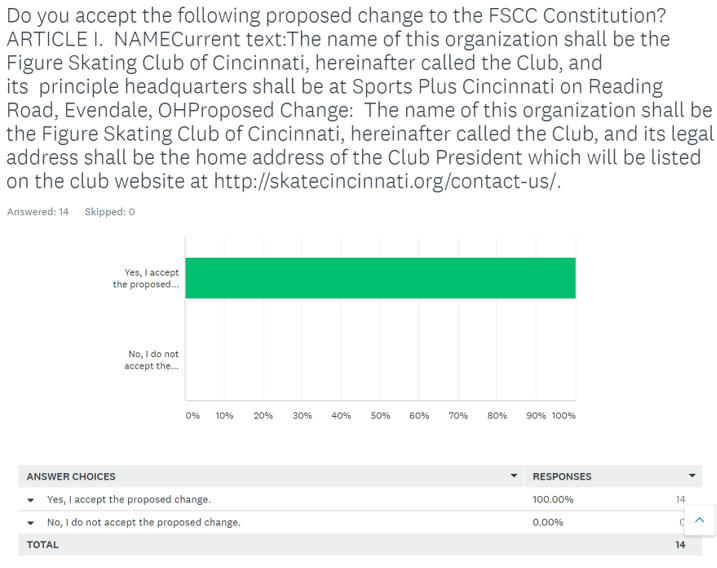 Do you accept the following proposed change to the FSCC Constitution?
ARTICLE I.  NAMECurrent text:The name of this organization shall be the
Figure Skating Club of Cincinnati, hereinafter called the Club, and
its  principle headquarters shall be at Sports Plus Cincinnati on Reading
Road, Evendale, OHProposed Change:  The name of this organization shall be
the Figure Skating Club of Cincinnati, hereinafter called the Club, and its legal
address shall be the home address of the Club President which will be listed
on the club website at http://skatecincinnati.org/contact-us/.
Answered: 14 Skipped: 0
Yes, I accept
the proposed...
No, I do not
accept the...
0% 10% 20% 30% 40% 50% 60% 70% 80% 90% 100%
ANSWER CHOICES RESPONSES
Yes, I accept the proposed change. 100.00% 14
No, I do not accept the proposed change. 0.00% 0
TOTAL 14